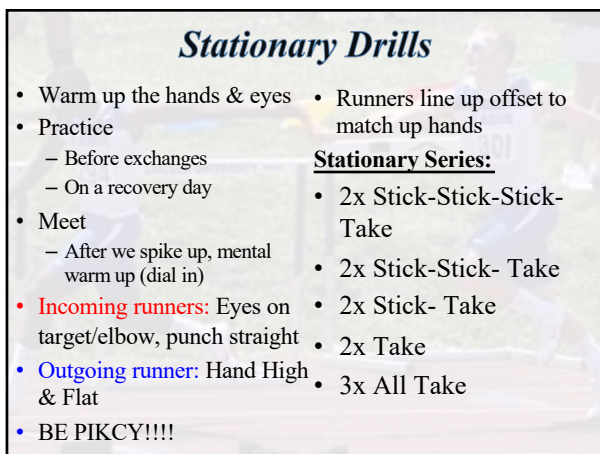 Stationary Drills
• Warm up the hands & eyes
• Practice
– Before exchanges
– On a recovery day
• Meet
– After we spike up, mental
warm up (dial in)
• Incoming runners: Eyes on
target/elbow, punch straight
• Outgoing runner: Hand High
& Flat
• BE PIKCY!!!!
• Runners line up offset to
match up hands
Stationary Series:
• 2x Stick-Stick-Stick-
Take
• 2x Stick-Stick- Take
• 2x Stick- Take
• 2x Take
• 3x All Take
301